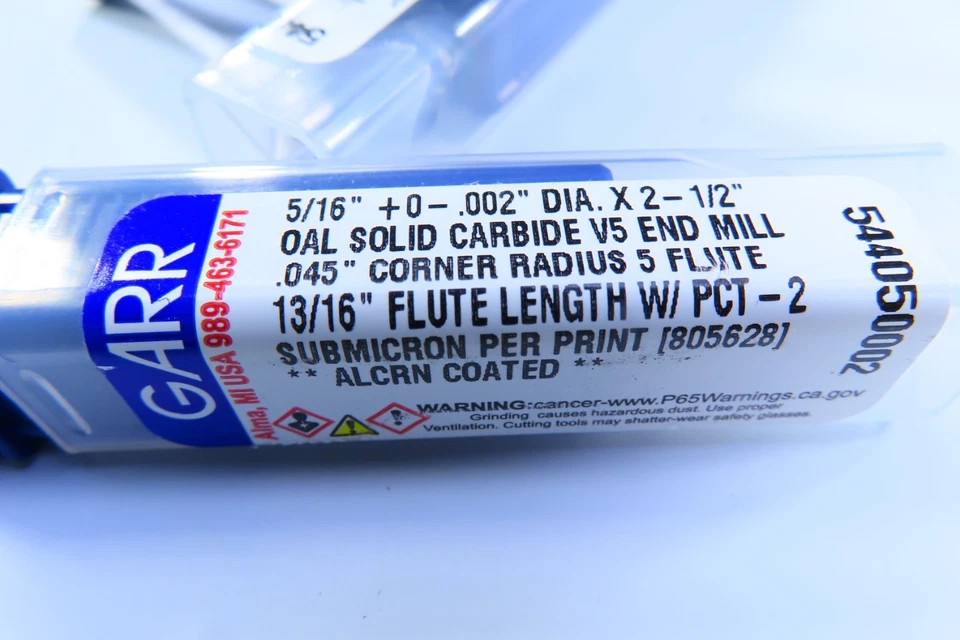 GARR
Alma, MI USA 989-463-6171
5/16" +0-.002" DIA. X 2-1/2"
OAL SOLID CARBIDE V5 END MILL
.045" CORNER RADIUS 5 FLUTE
13/16" FLUTE LENGTH W/ PCT-2
SUBMICRON PER PRINT [805628]
** ALCRN COATED **
WARNING:cancer-www.P65Warnings.ca.gov
Grinding causes hazardous dust. Use proper
Ventilation. Cutting tools may shatter-wear safety glasses.
544050002